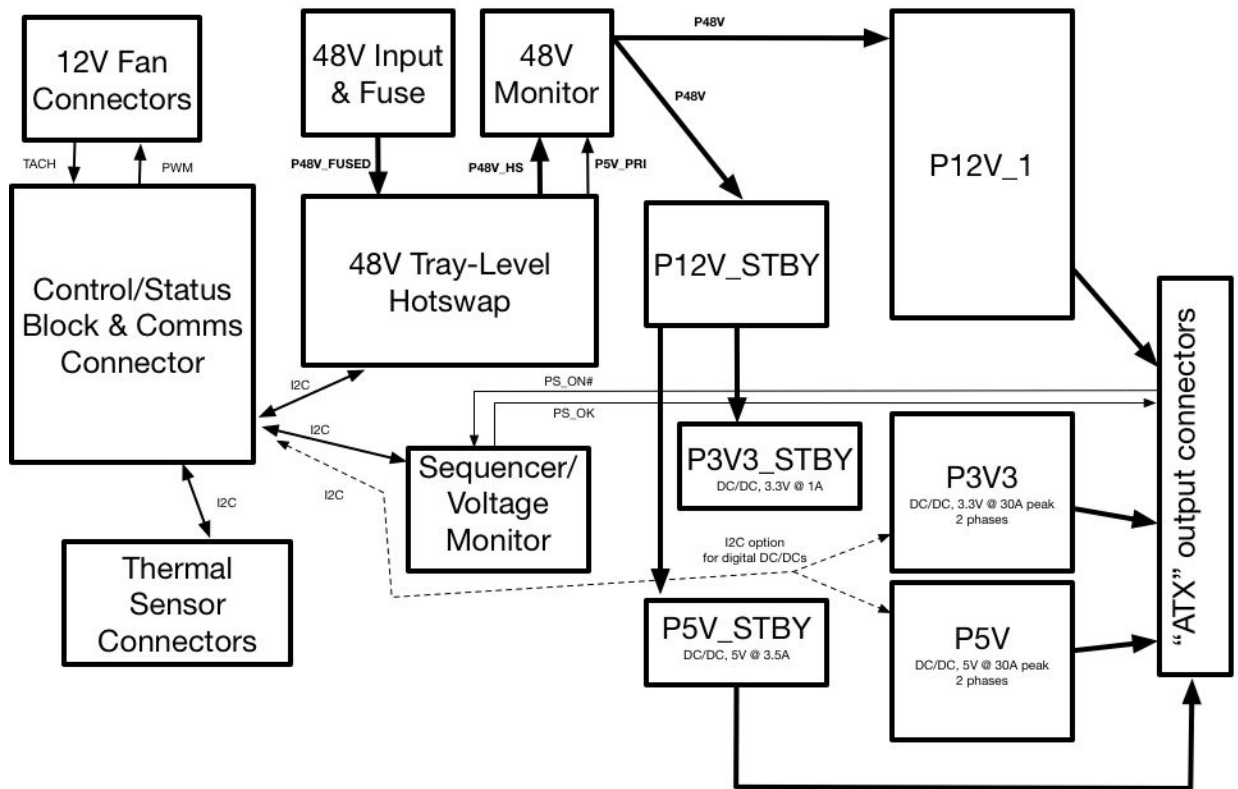 12V Fan
Connectors
48V Input
& Fuse
48V
Monitor
P48V
P48V
P12V_1
TACH
PWM
P48V_FUSED
P48V_HS
P5V_PRI
Control/Status
Block & Comms
Connector
48V Tray-Level
Hotswap
P12V_STBY
"ATX" output connectors
I2C
PS_ON#
PS_OK
I2C
I2C
I2C
Sequencer/
Voltage
Monitor
P3V3_STBY
DC/DC, 3.3V @ 1A
P3V3
DC/DC, 3.3V @ 30A peak
2 phases
I2C option
for digital DC/DCs
Thermal
Sensor
Connectors
P5V_STBY
DC/DC, 5V @ 3.5A
P5V
DC/DC, 5V @ 30A peak
2 phases